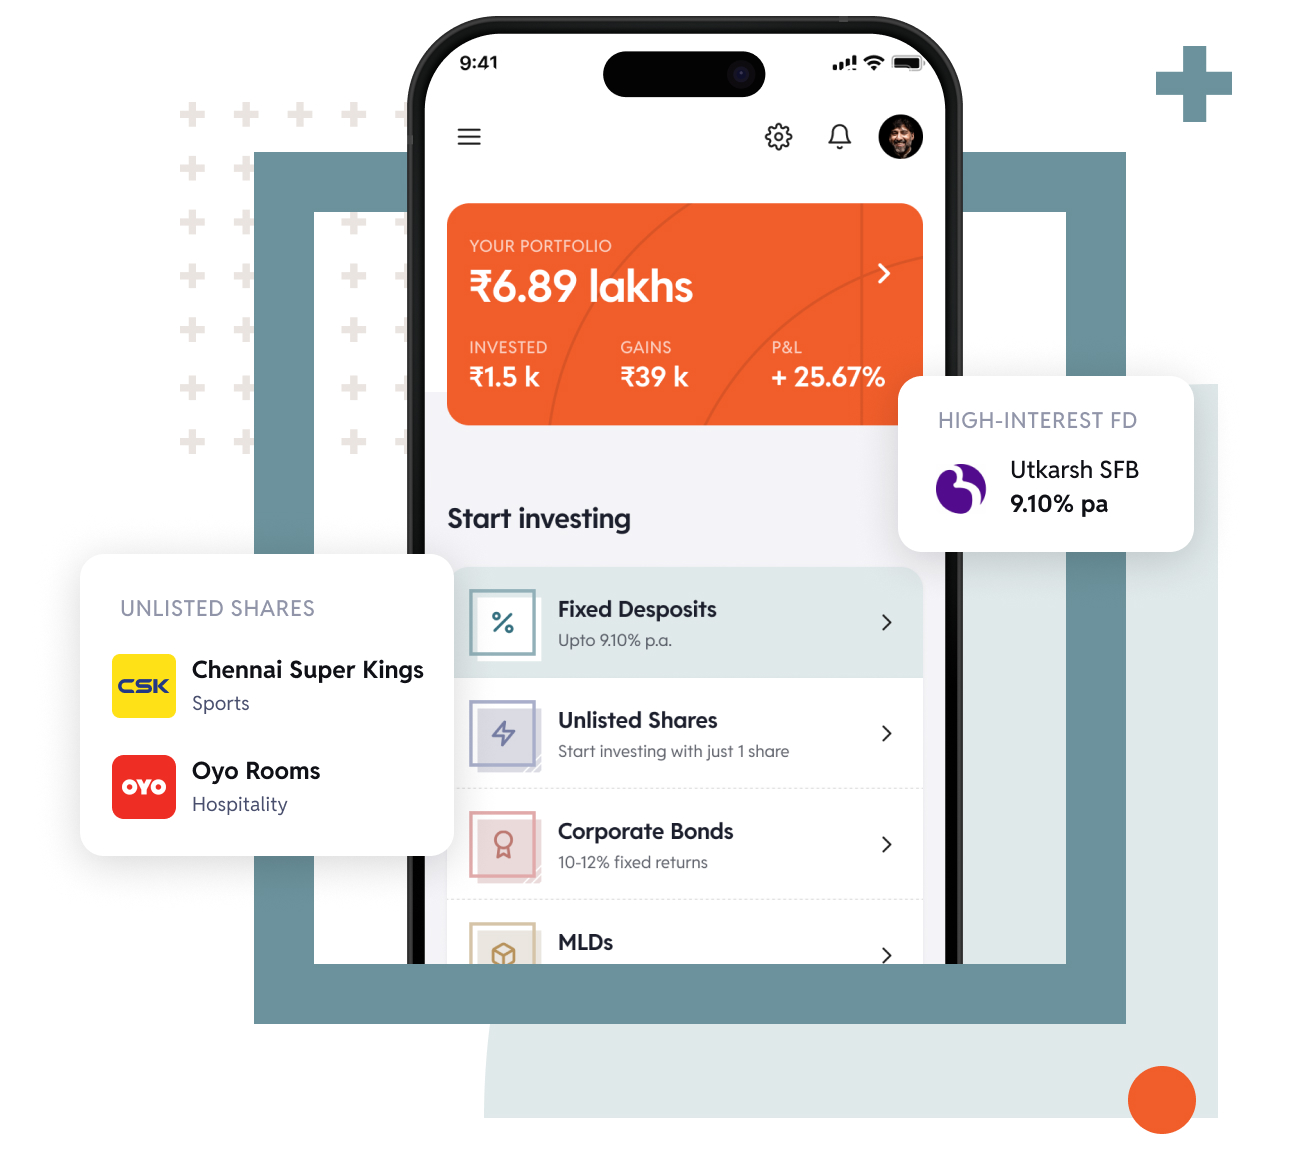 9:41
YOUR PORTFOLIO
₹6.89 lakhs
INVESTED GAINS P&L
₹1.5 k ₹39 k + 25.67%
HIGH-INTEREST FD
Utkarsh SFB
9.10% pa
Start investing
UNLISTED SHARES
CSK
Chennai Super Kings
Sports
OYO
Oyo Rooms
Hospitality
Fixed Desposits
Upto 9.10% p.a.
Unlisted Shares
Start investing with just 1 share
Corporate Bonds
10-12% fixed returns
MLDs